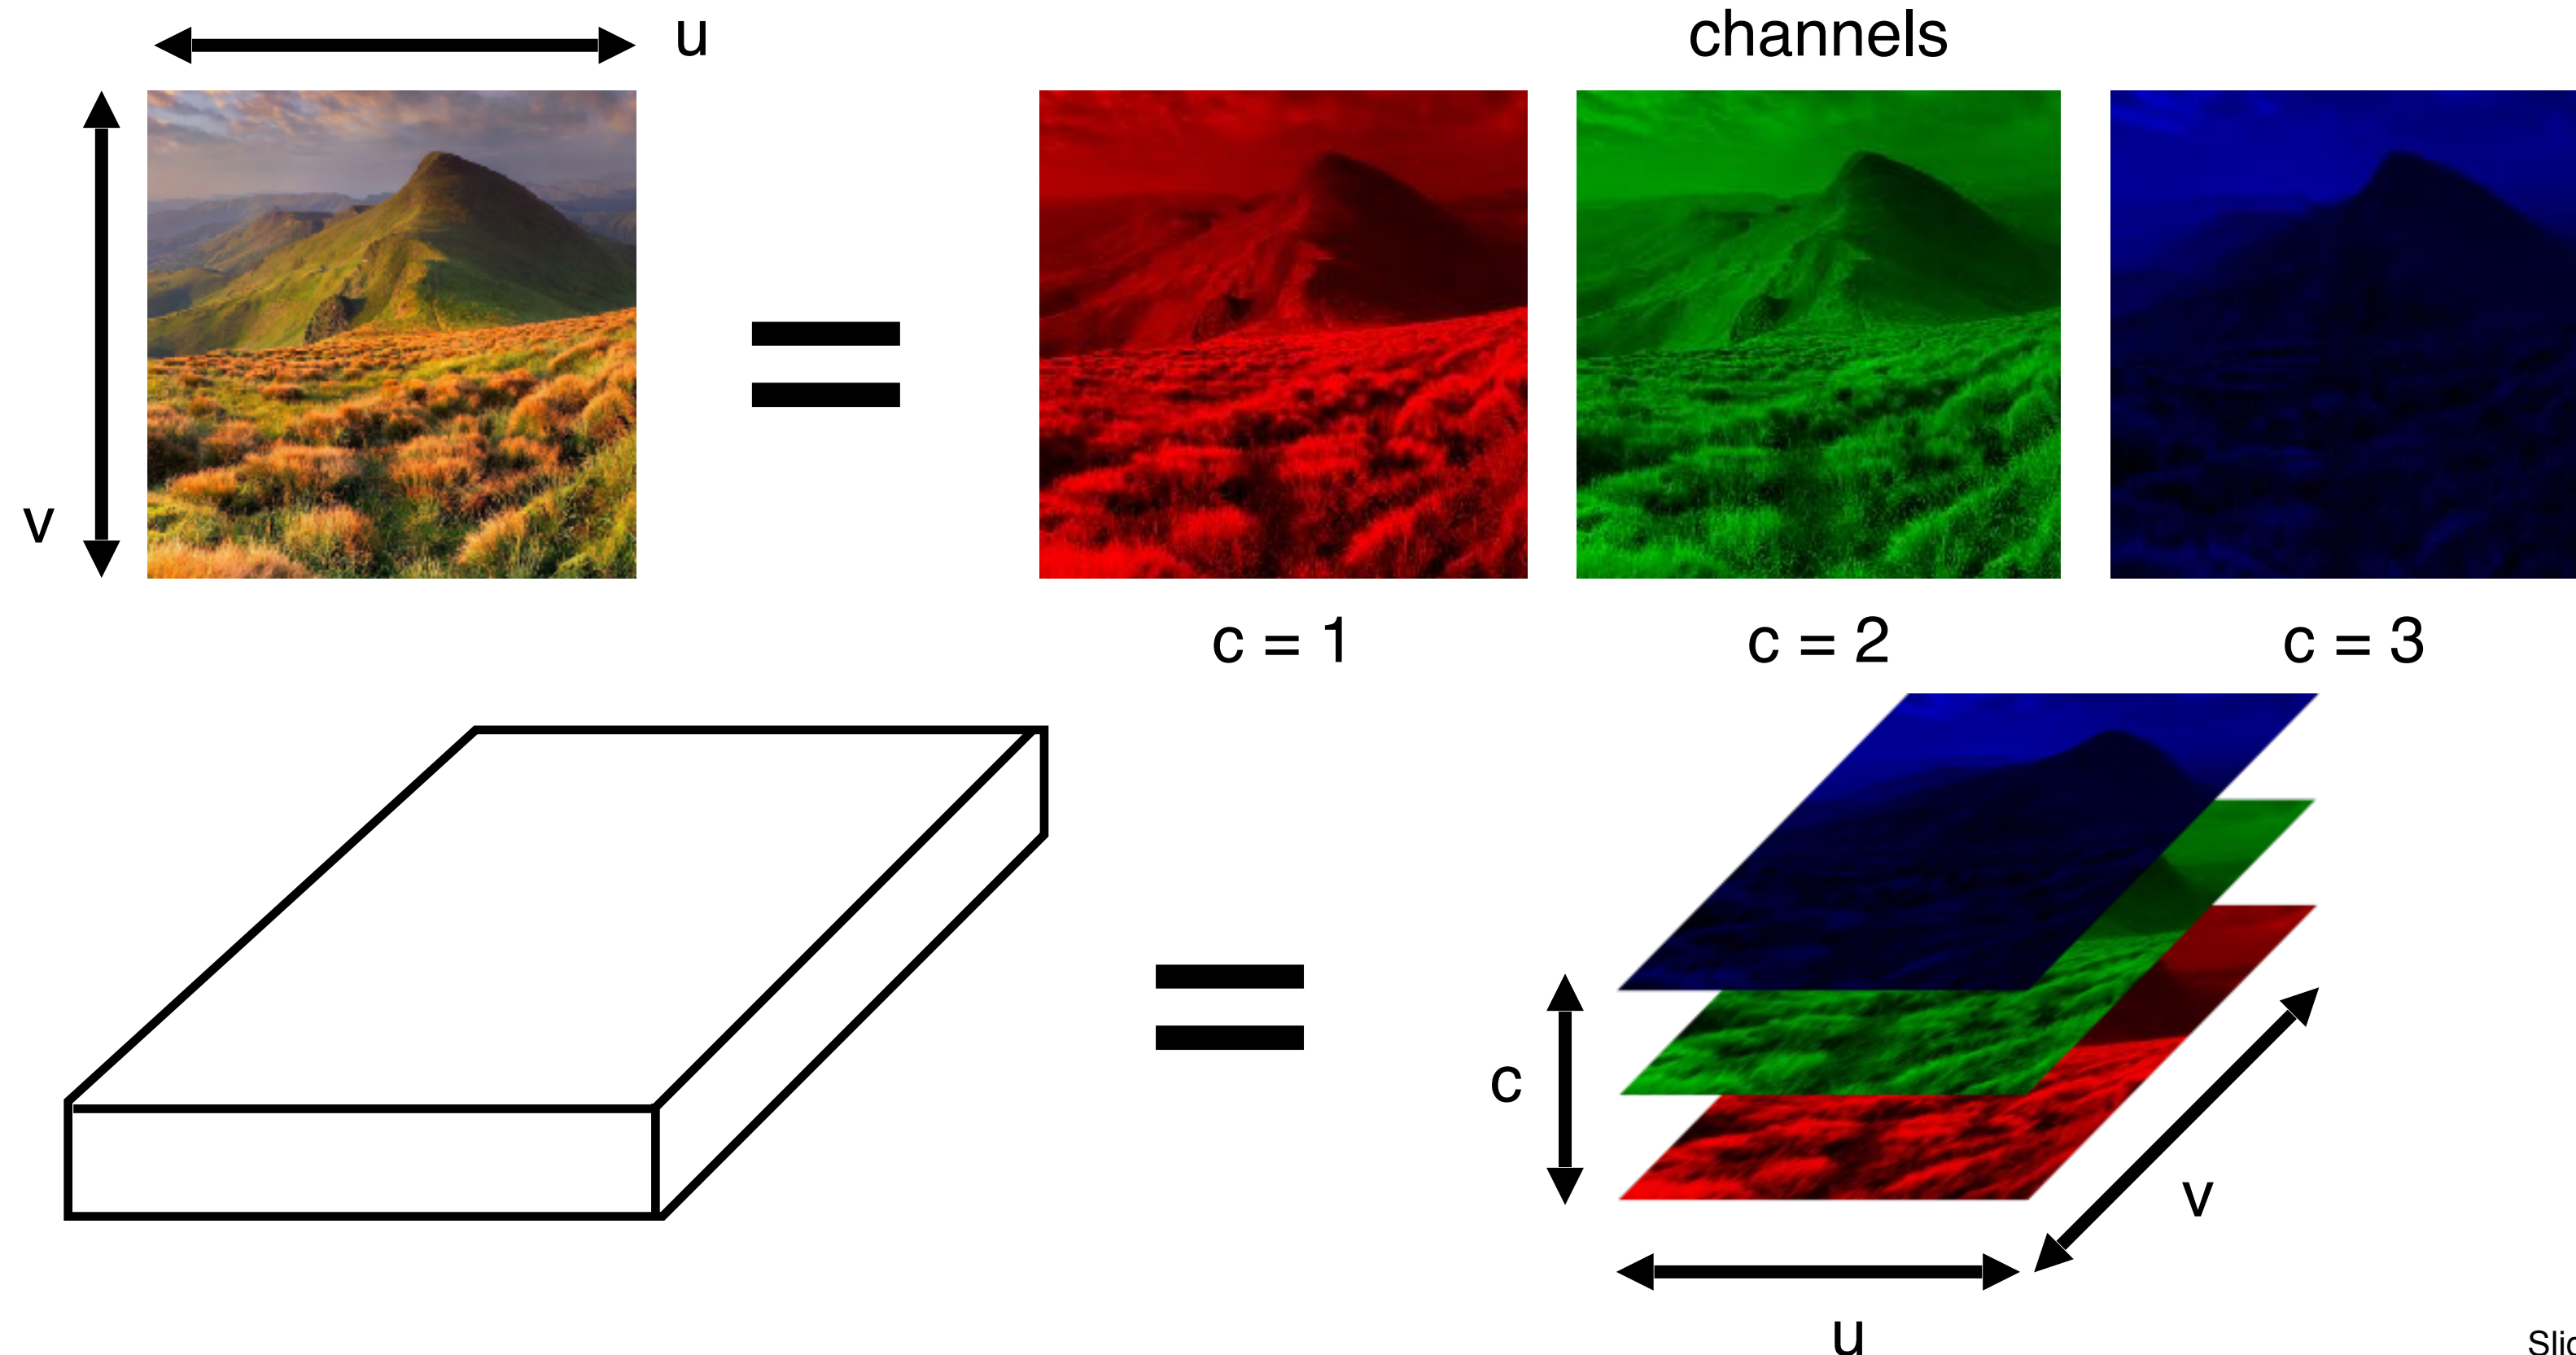 u
channels
v
c = 1
c = 2
c = 3
c
v
u